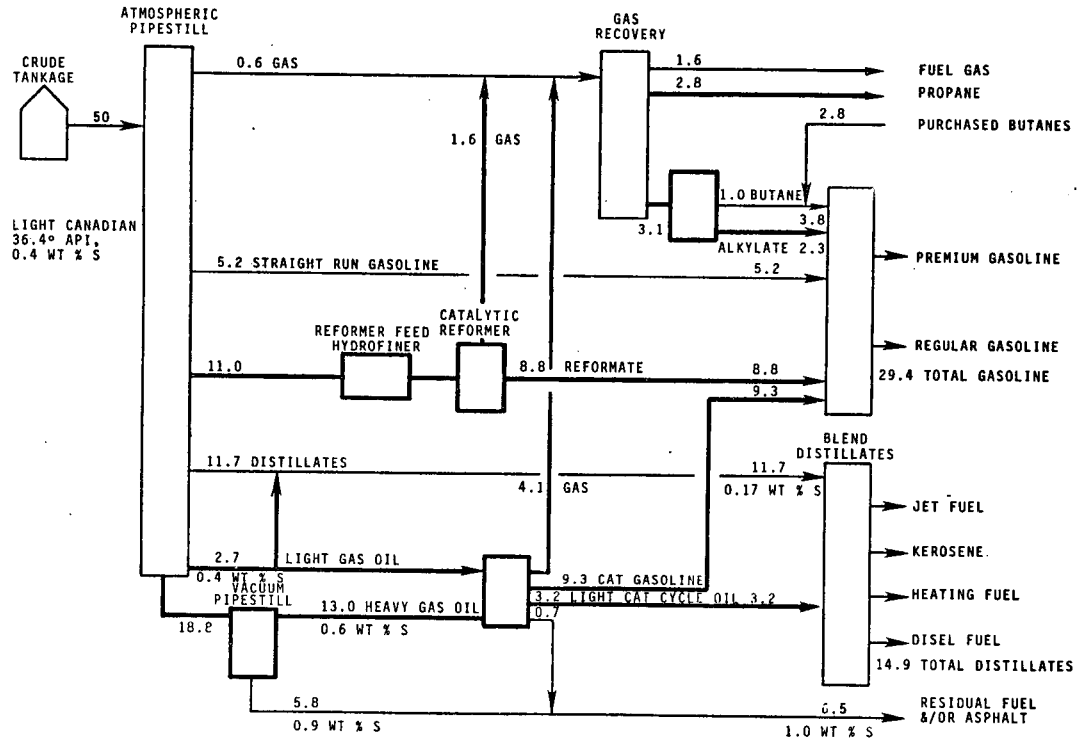 ATMOSPHERIC
PIPESTILL
GAS
RECOVERY
CRUDE
TANKAGE
0.6 GAS
1.6
FUEL GAS
2.8
PROPANE
50
2.8
PURCHASED BUTANES
1.6 GAS
1.0 BUTANE
3.8
3.1
ALKYLATE 2.3
LIGHT CANADIAN
36.4º API,
0.4 WT % S
PREMIUM GASOLINE
5.2 STRAIGHT RUN GASOLINE
5.2
REFORMER FEED
HYDROFINER
CATALYTIC
REFORMER
REGULAR GASOLINE
11.0
8.8 REFORMATE
8.8
29.4 TOTAL GASOLINE
9.3
BLEND
DISTILLATES
11.7 DISTILLATES
11.7
4.1 GAS
0.17 WT % S
JET FUEL
KEROSENE.
2.7 LIGHT GAS OIL
0.4 WT % S
VACUUM
PIPESTILL
9.3 CAT GASOLINE
3.2 LIGHT CAT CYCLE OIL 3.2
HEATING FUEL
13.0 HEAVY GAS OIL
0.7
18.8
0.6 WT % S
DISEL FUEL
14.9 TOTAL DISTILLATES
5.8
6.5
RESIDUAL FUEL
&/OR ASPHALT
0.9 WT % S
1.0 WT % S